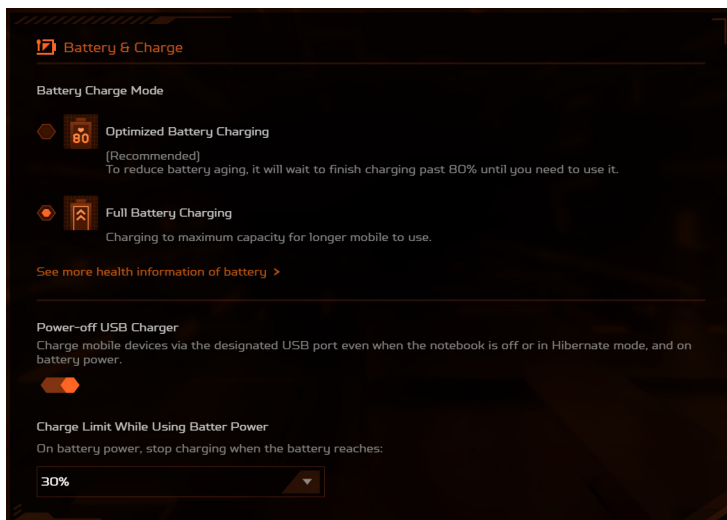 Battery & Charge
Battery Charge Mode
80
Optimized Battery Charging
(Recommended)
To reduce battery aging, it will wait to finish charging past 80% until you need to use it.
Full Battery Charging
Charging to maximum capacity for longer mobile to use.
See more health information of battery >
Power-off USB Charger
Charge mobile devices via the designated USB port even when the notebook is off or in Hibernate mode, and on
battery power.
Charge Limit While Using Batter Power
On battery power, stop charging when the battery reaches:
30%